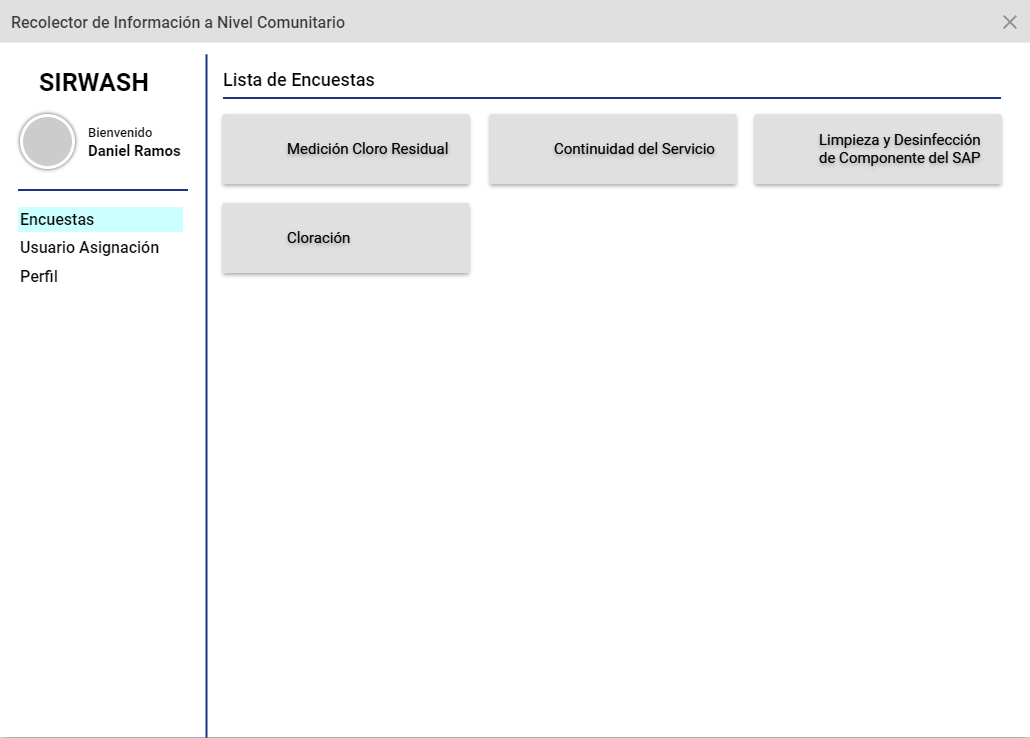 Recolector de Información a Nivel Comunitario
SIRWASH
Bienvenido
Daniel Ramos
Encuestas
Usuario Asignación
Perfil
Lista de Encuestas
Medición Cloro Residual
Continuidad del Servicio
Limpieza y Desinfección
de Componente del SAP
Cloración